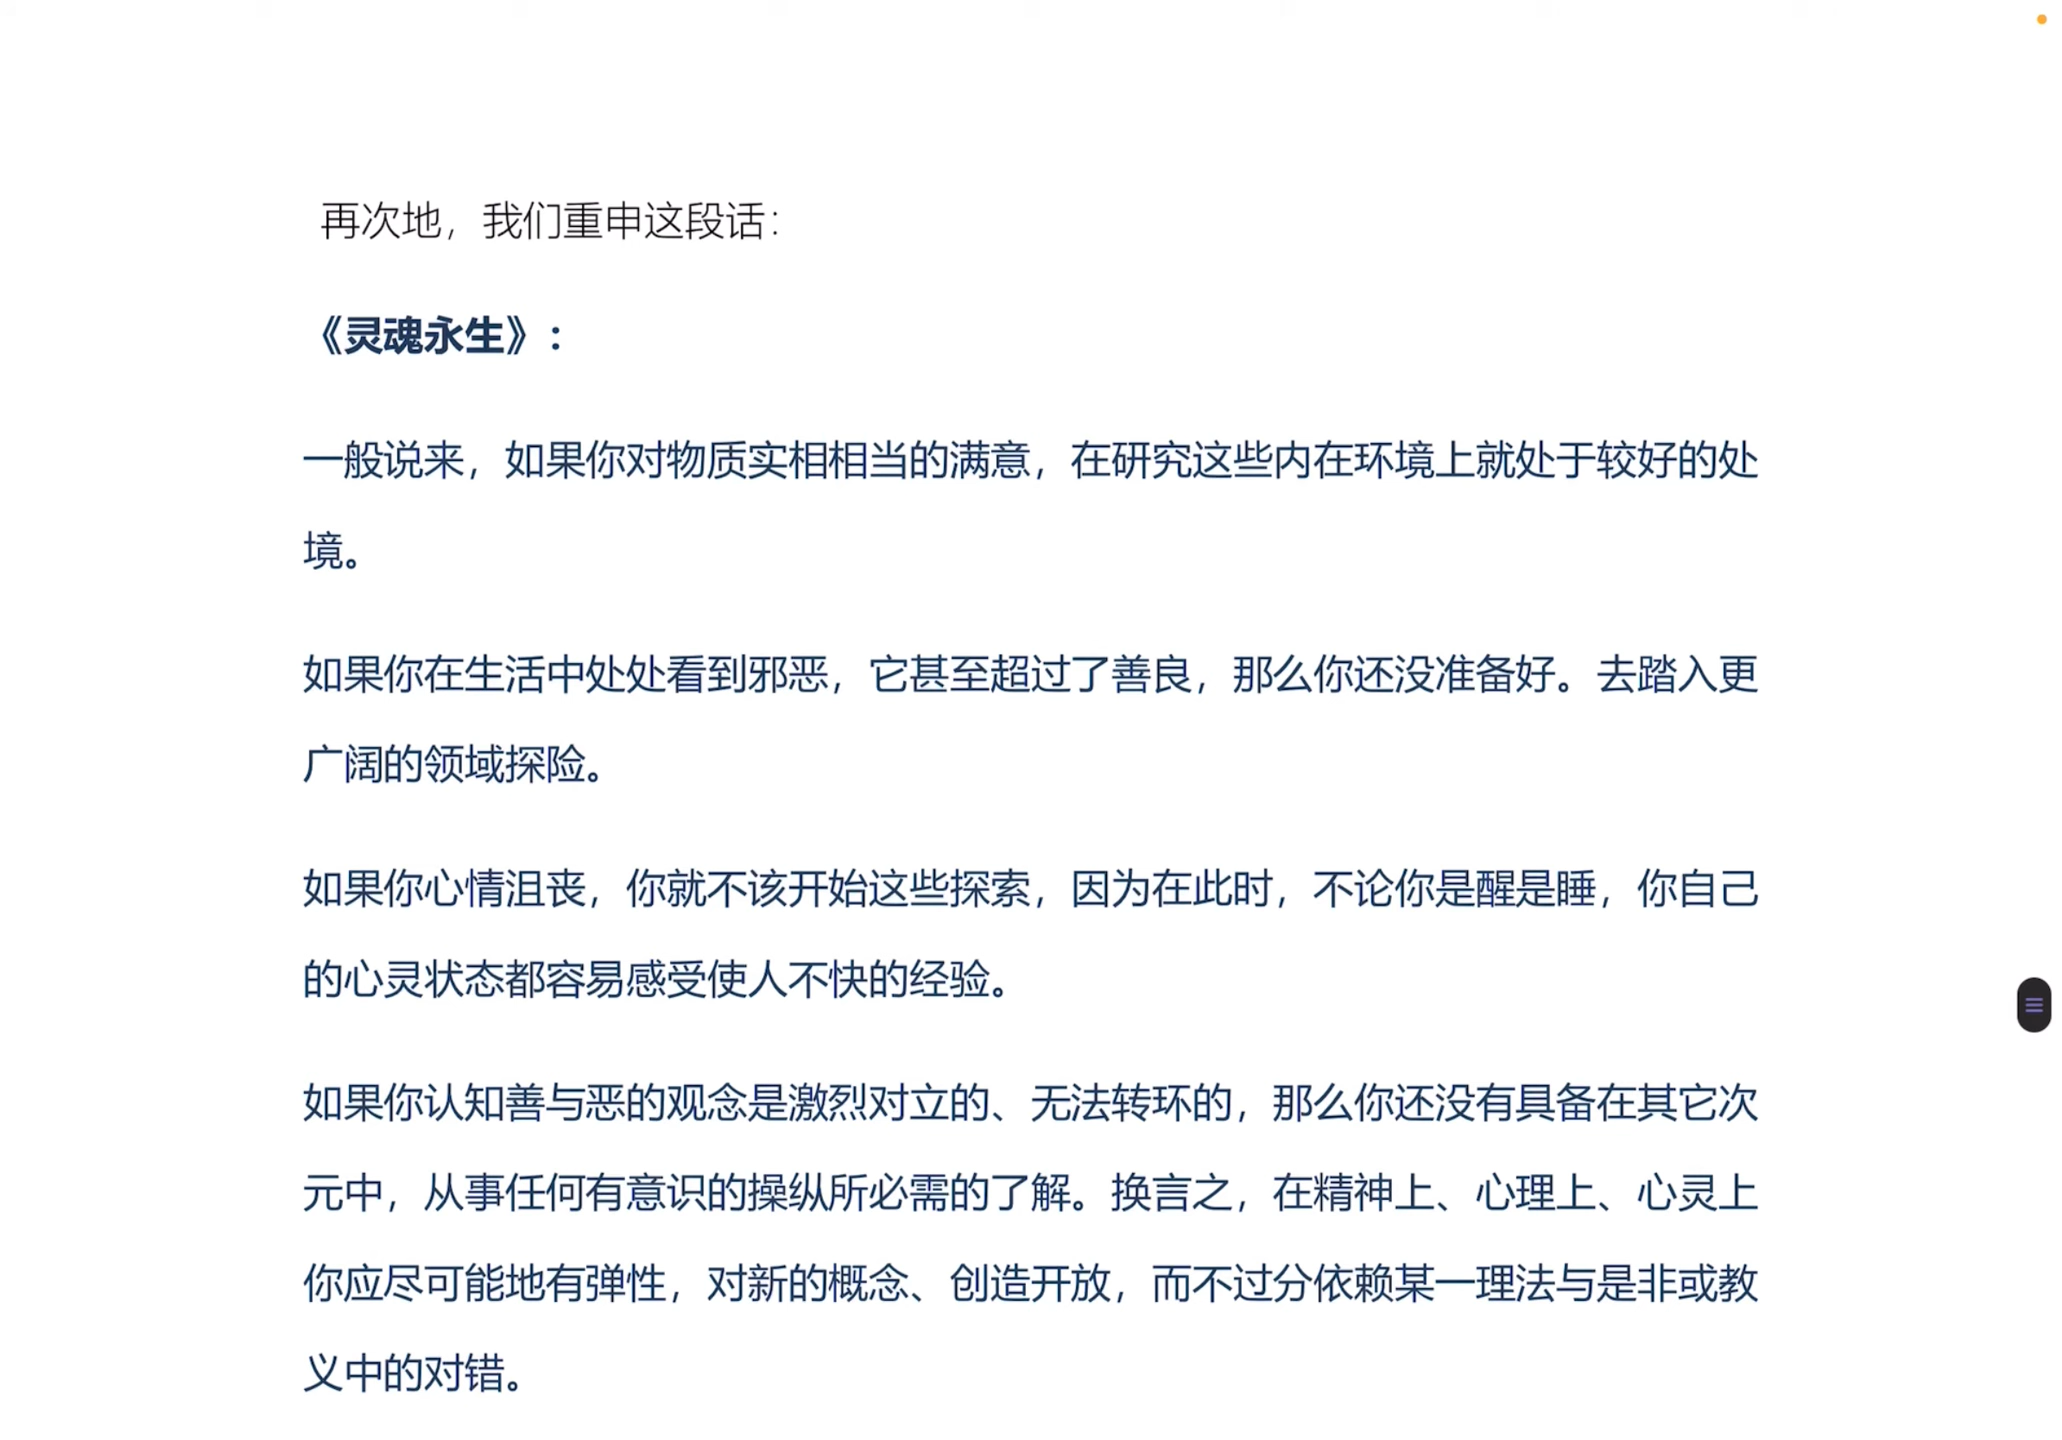 再次地，我们重申这段话：
《灵魂永生》：
一般说来，如果你对物质实相相当的满意，在研究这些内在环境上就处于较好的处
境。
如果你在生活中处处看到邪恶，它甚至超过了善良，那么你还没准备好。去踏入更
广阔的领域探险。
如果你心情沮丧，你就不该开始这些探索，因为在此时，不论你是醒是睡，你自己
的心灵状态都容易感受使人不快的经验。
如果你认知善与恶的观念是激烈对立的、无法转环的，那么你还没有具备在其它次
元中，从事任何有意识的操纵所必需的了解。换言之，在精神上、心理上、心灵上
你应尽可能地有弹性，对新的概念、创造开放，而不过分依赖某一理法与是非或教
义中的对错。